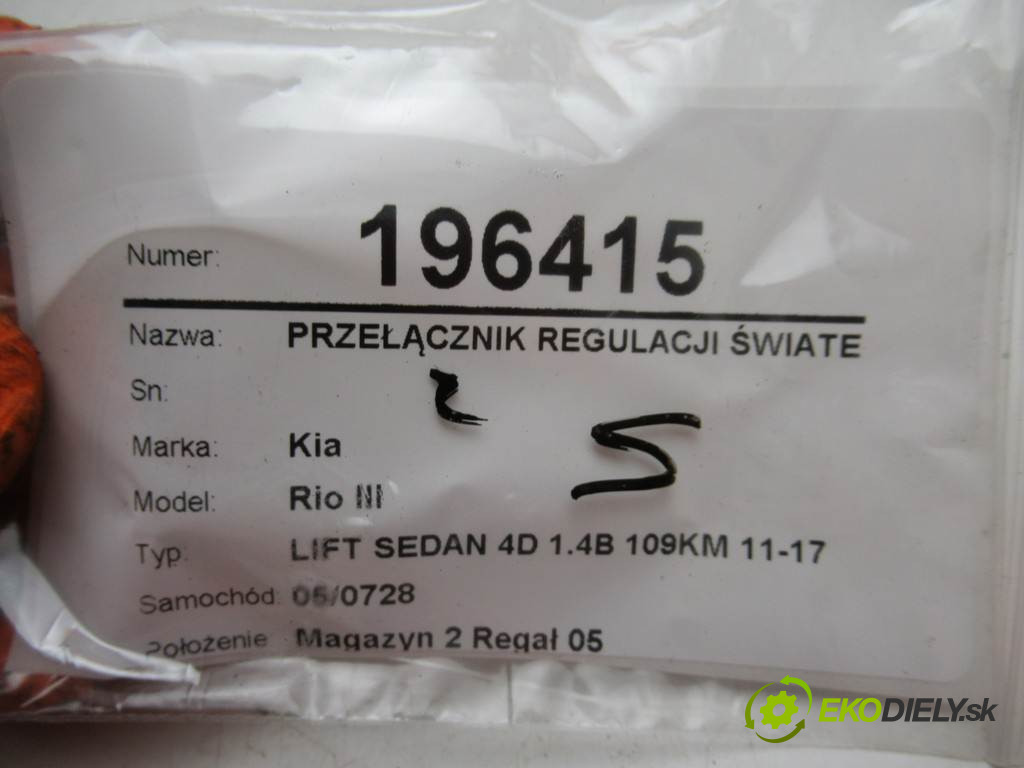 Numer: 196415
Nazwa: PRZEŁĄCZNIK REGULACJI ŚWIATE
Sn:
Marka: Kia
Model: Rio III
Typ: LIFT SEDAN 4D 1.4B 109KM 11-17
Samochód: 05/0728
Położenie Magazyn 2 Regał 05
5
EKODIELY.sk